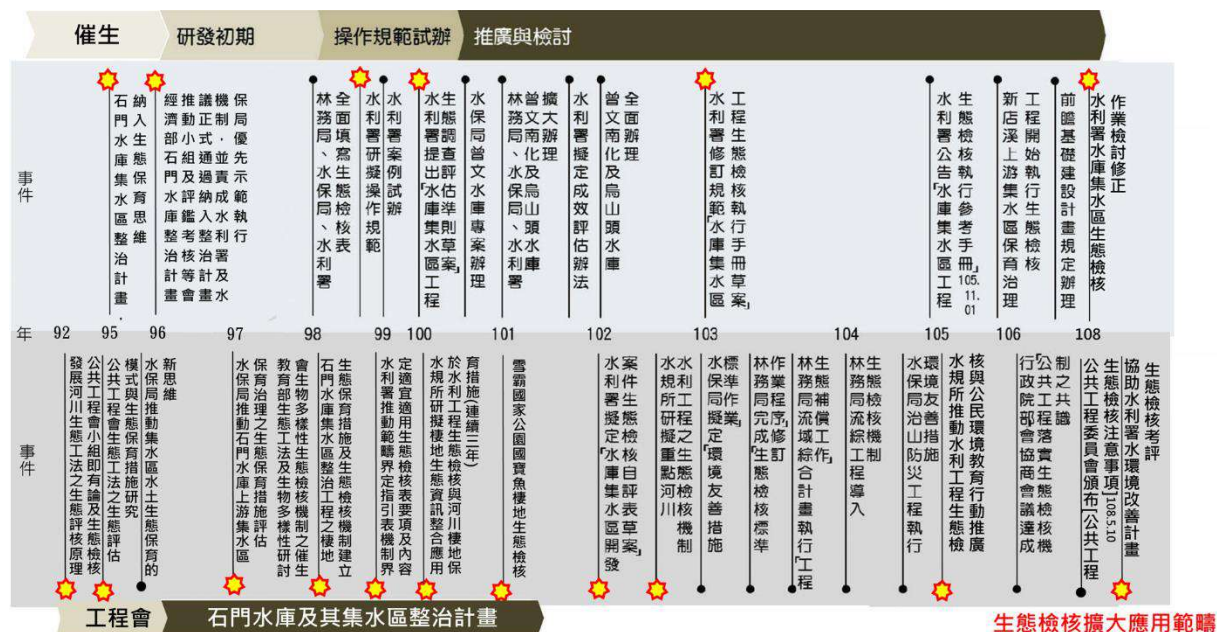 催生
研發初期
操作規範試辦
推廣與檢討
事件
石門水庫集水區整治計畫,
納入生態保育思維
經濟部石門水庫整治計畫
推動小組及評鑑考核等會
議正式通過納入整治計畫
機制,並責成水利署及水
保局優先示範執行
林務局、水保局、水利署
全面填寫生態檢核表
水利署研擬操作規範
水利署案例試辦
水利署提出「水庫集水區工程
生態調查評估準則草案」
水保局曾文水庫專案辦理
林務局、水保局、水利署
曾文南化及烏山頭水庫
擴大辦理
水利署擬定成效評估辦法
曾文南化及烏山頭水庫
全面辦理
水利署修訂規範「水庫集水區
工程生態檢核執行手冊草案」
水利署公告「水庫集水區工程
生態檢核執行參考手冊」105.11.01
新店溪上游集水區保育治理
工程開始執行生態檢核
前瞻基礎建設計畫規定辦理
水利署水庫集水區生態檢核
作業檢討修正
年 92 95 96 97 98 99 100 101 102 103 104 105 106 108
事件
發展河川生態工法之生態評核原理
公共工程會小組即有論及生態檢核
公共工程會生態工法之生態評估
模式與生態保育措施研究
水保局推動集水區水土生態保育的
新思維
水保局推動石門水庫上游集水區
保育治理之生態保育措施評估
教育部生態工法及生物多樣性研討
會生物多樣性生態檢核機制之催生
石門水庫集水區整治工程之棲地
生態保育措施及生態檢核機制建立
水利署推動範疇界定指引表機制界
定適宜適用生態檢核表要項及內容
水規所研擬棲地生態資訊整合應用
於水利工程生態檢核與河川棲地保
育措施(連續三年)
雪霸國家公園國寶魚棲地生態檢核
水利署擬定「水庫集水區開發
案件生態檢核自評表草案」
水規所研擬重點河川
水利工程之生態檢核機制
水保局擬定「環境友善措施
標準作業」
林務局完成「生態檢核標準
作業程序」修訂
林務局流域綜合計畫執行「工程
生態補償工作」
林務局流綜工程導入
生態檢核機制
水保局治山防災工程執行
環境友善措施
水規所推動水利工程生態檢
核與公民環境教育行動推廣
行政院部會協商會議達成
「公共工程落實生態檢核機
制之共識
公共工程委員會頒布「公共工程
生態檢核注意事項」108.5.10
協助水利署水環境改善計畫
生態檢核考評
工程會
石門水庫及其集水區整治計畫
生態檢核擴大應用範疇